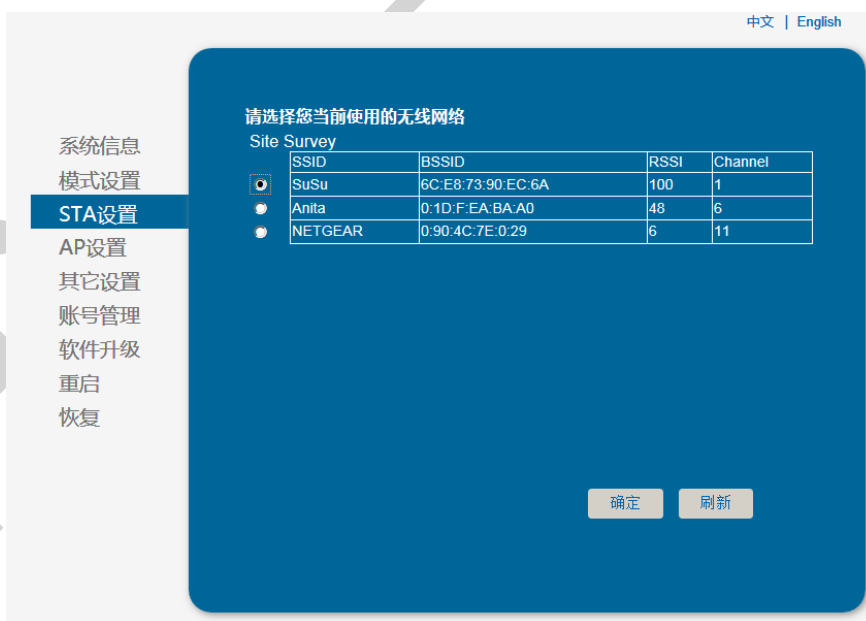 中文 | English
请选择您当前使用的无线网络
Site Survey
系统信息
模式设置
STA设置
AP设置
其它设置
账号管理
软件升级
重启
恢复
SSID BSSID RSSI Channel
SuSu 6C:E8:73:90:EC:6A 100 1
Anita 0:1D:F:EA:BA:A0 48 6
NETGEAR 0:90:4C:7E:0:29 6 11
确定 刷新